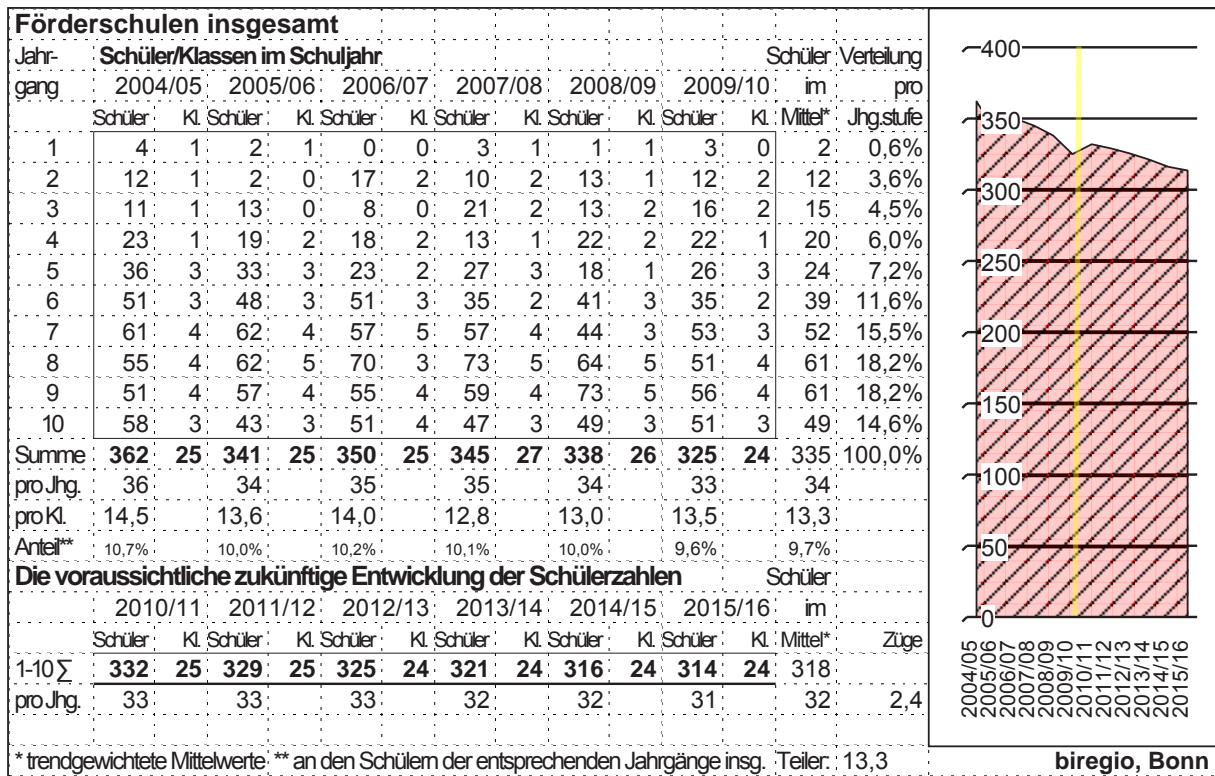 Förderschulen insgesamt
Jahr- Schüler/Klassen im Schuljahr Schüler Verteilung
gang 2004/05 2005/06 2006/07 2007/08 2008/09 2009/10 im pro
Schüler Kl. Schüler Kl. Schüler Kl. Schüler Kl. Schüler Kl. Schüler Kl. Mittel* Jhg.stufe
1 4 1 2 1 0 0 3 1 1 1 3 0 2 0,6%
2 12 1 2 0 17 2 10 2 13 1 12 2 12 3,6%
3 11 1 13 0 8 0 21 2 13 2 16 2 15 4,5%
4 23 1 19 2 18 2 13 1 22 2 22 1 20 6,0%
5 36 3 33 3 23 2 27 3 18 1 26 3 24 7,2%
6 51 3 48 3 51 3 35 2 41 3 35 2 39 11,6%
7 61 4 62 4 57 5 57 4 44 3 53 3 52 15,5%
8 55 4 62 5 70 3 73 5 64 5 51 4 61 18,2%
9 51 4 57 4 55 4 59 4 73 5 56 4 61 18,2%
10 58 3 43 3 51 4 47 3 49 3 51 3 49 14,6%
Summe 362 25 341 25 350 25 345 27 338 26 325 24 335 100,0%
pro Jhg. 36 34 35 35 34 33 34
pro Kl. 14,5 13,6 14,0 12,8 13,0 13,5 13,3
Anteil** 10,7% 10,0% 10,2% 10,1% 10,0% 9,6% 9,7%
Die voraussichtliche zukünftige Entwicklung der Schülerzahlen Schüler
2010/11 2011/12 2012/13 2013/14 2014/15 2015/16 im
Schüler Kl. Schüler Kl. Schüler Kl. Schüler Kl. Schüler Kl. Schüler Kl. Mittel* Züge
1-10 ∑ 332 25 329 25 325 24 321 24 316 24 314 24 318
pro Jhg. 33 33 33 32 32 31 32 2,4
* trendgewichtete Mittelwerte ** an den Schülern der entsprechenden Jahrgänge insg. Teiler: 13,3
400
350
300
250
200
150
100
50
0
2004/05
2005/06
2006/07
2007/08
2008/09
2009/10
2010/11
2011/12
2012/13
2013/14
2014/15
2015/16
biregio, Bonn